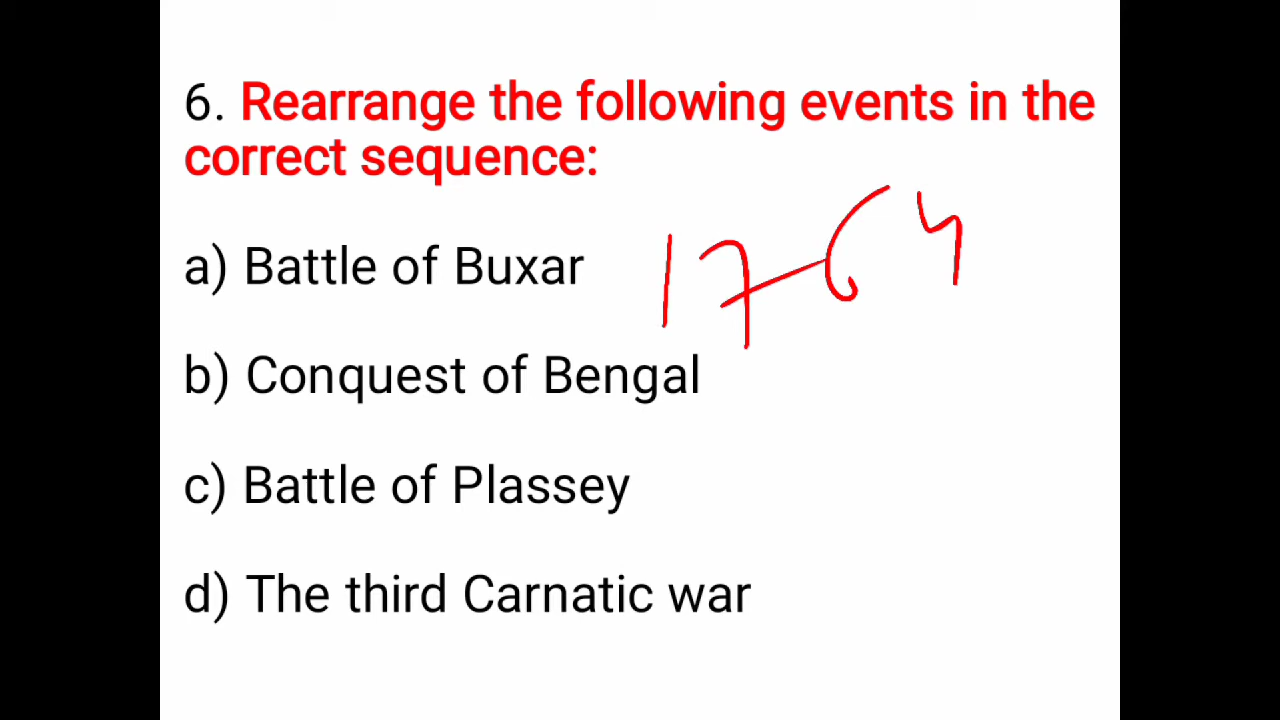 6. Rearrange the following events in the
correct sequence:
a) Battle of Buxar 1764
b) Conquest of Bengal
c) Battle of Plassey
d) The third Carnatic war